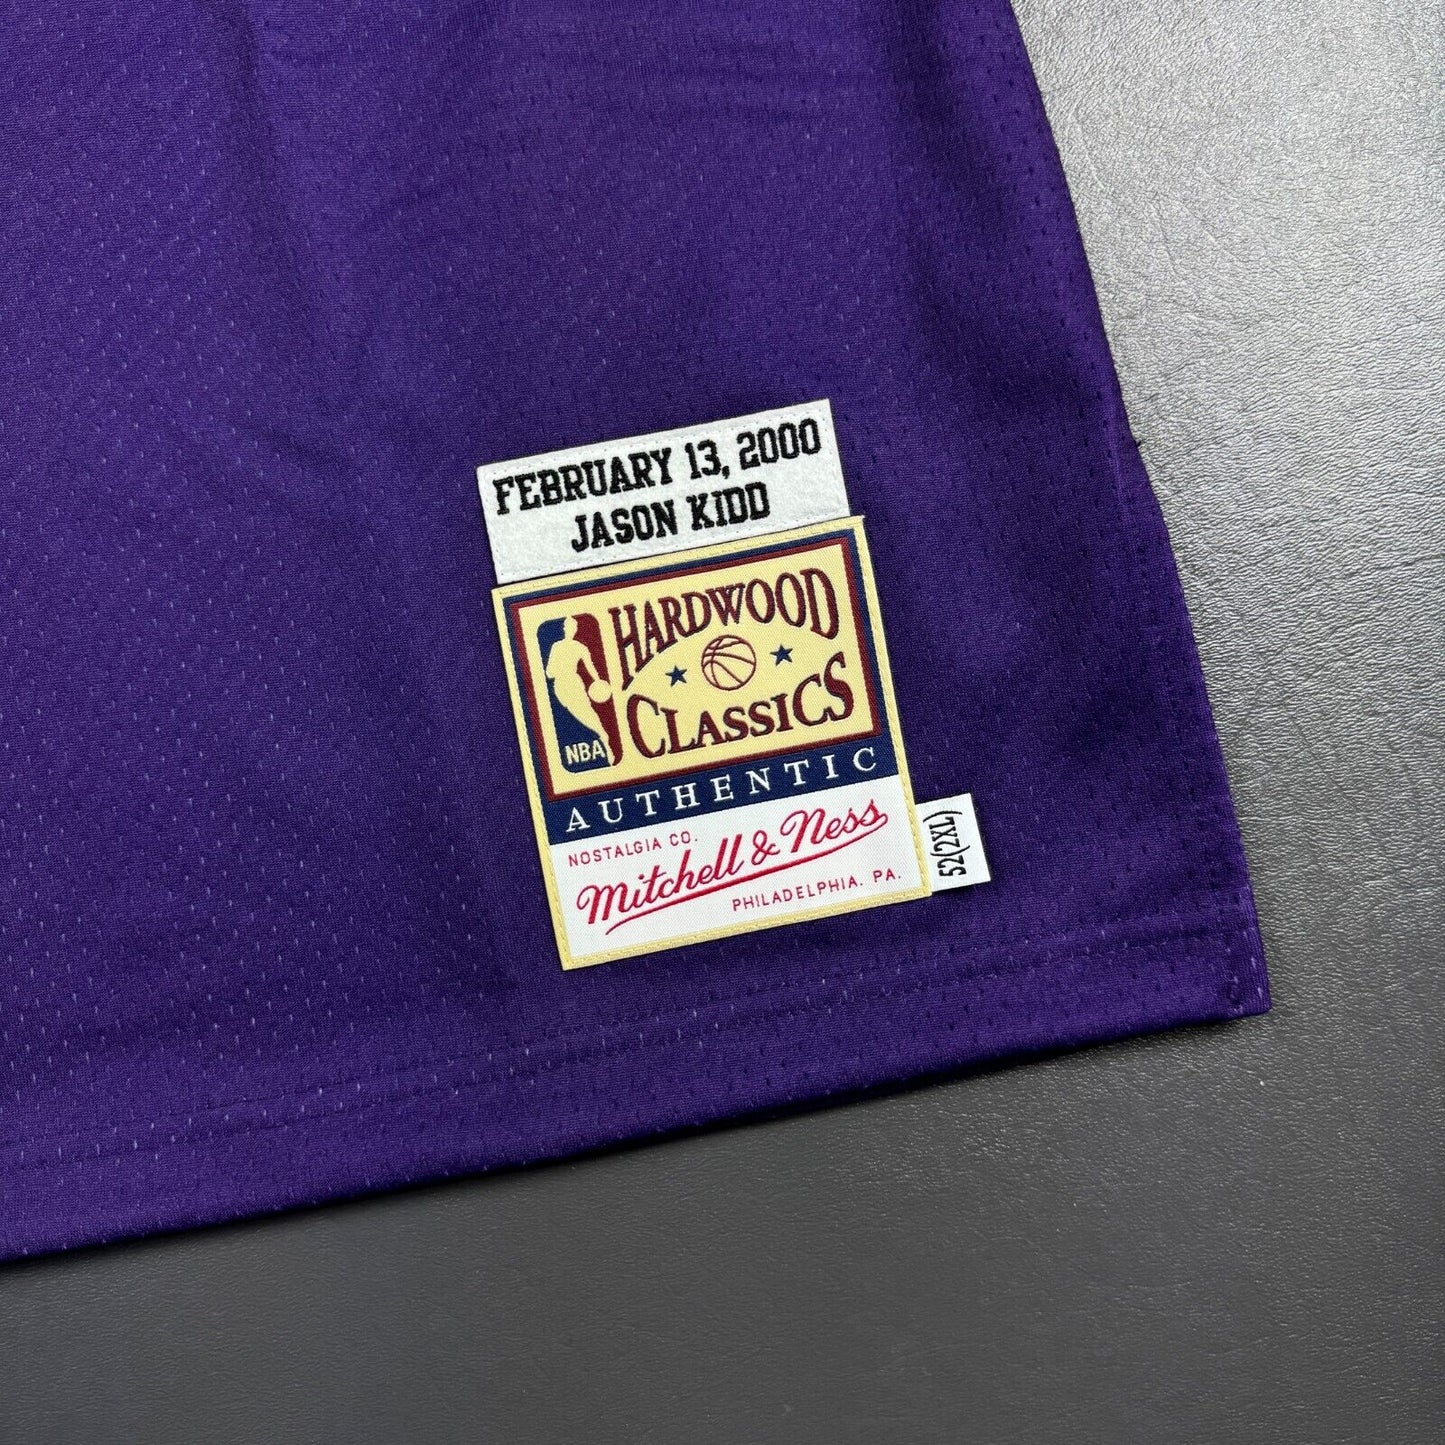 FEBRUARY 13, 2000
JASON KIDD
HARDWOOD
CLASSICS
NBA
AUTHENTIC
NOSTALGIA CO.
Mitchell & Ness
PHILADELPHIA. PA.
52(2XL)